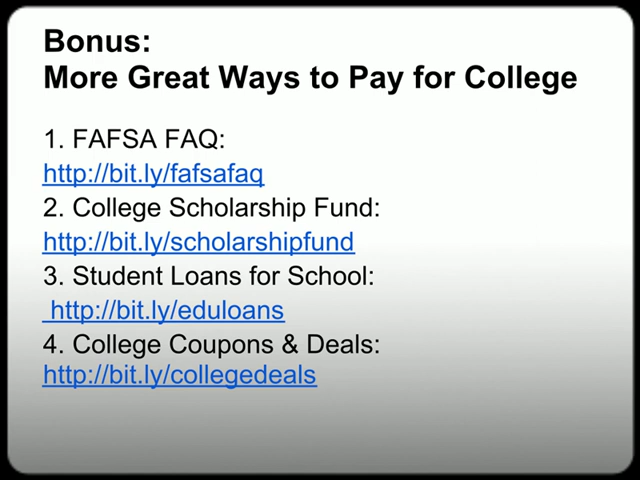 Bonus:
More Great Ways to Pay for College
1. FAFSA FAQ:
http://bit.ly/fafsafaq
2. College Scholarship Fund:
http://bit.ly/scholarshipfund
3. Student Loans for School:
http://bit.ly/eduloans
4. College Coupons & Deals:
http://bit.ly/collegedeals